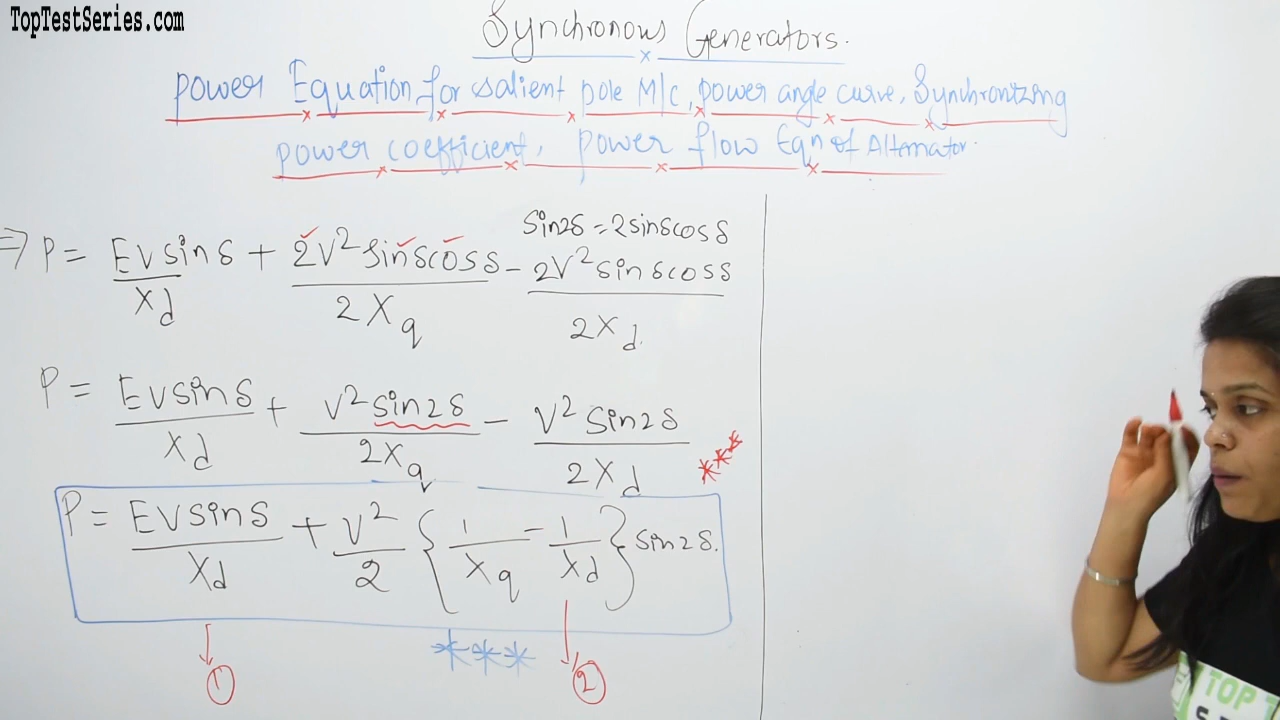 TopTestSeries.com
Synchronous Generators.
Power Equation for salient pole M/c, power angle curve, Synchronizing
power coefficient, power flow Eqn of Alternator.
Sin2δ = 2sinδcosδ
⇒ P = EVsinδ/Xd + 2V²sinδcosδ/2Xq - 2V²sinδcosδ/2Xd
P = EVsinδ/Xd + V²sin2δ/2Xq - V²Sin2δ/2Xd
***
P = EVsinδ/Xd + V²/2 {1/Xq - 1/Xd} sin2δ.
***
1 2
TOP